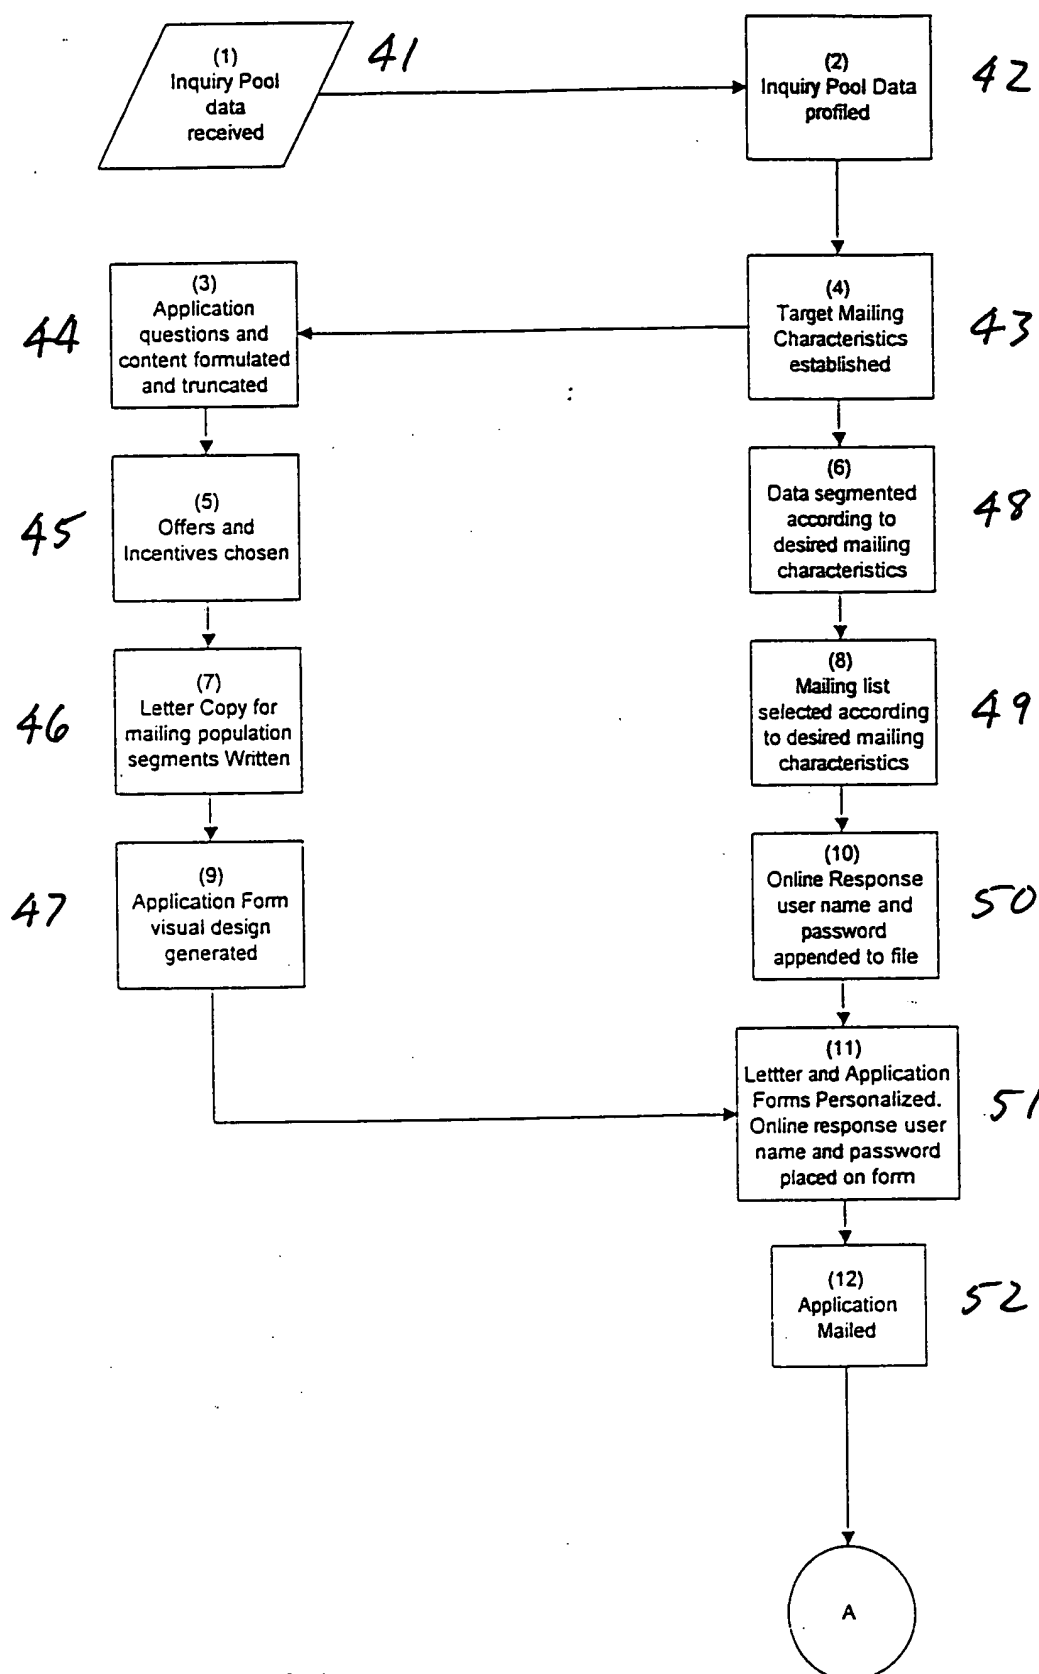 (1)
Inquiry Pool
data
received
41
(2)
Inquiry Pool Data
profiled
42
(3)
Application
questions and
content formulated
and truncated
44
(4)
Target Mailing
Characteristics
established
43
(5)
Offers and
Incentives chosen
45
(6)
Data segmented
according to
desired mailing
characteristics
48
(7)
Letter Copy for
mailing population
segments Written
46
(8)
Mailing list
selected according
to desired mailing
characteristics
49
(9)
Application Form
visual design
generated
47
(10)
Online Response
user name and
password
appended to file
50
(11)
Lettter and Application
Forms Personalized.
Online response user
name and password
placed on form
51
(12)
Application
Mailed
52
A